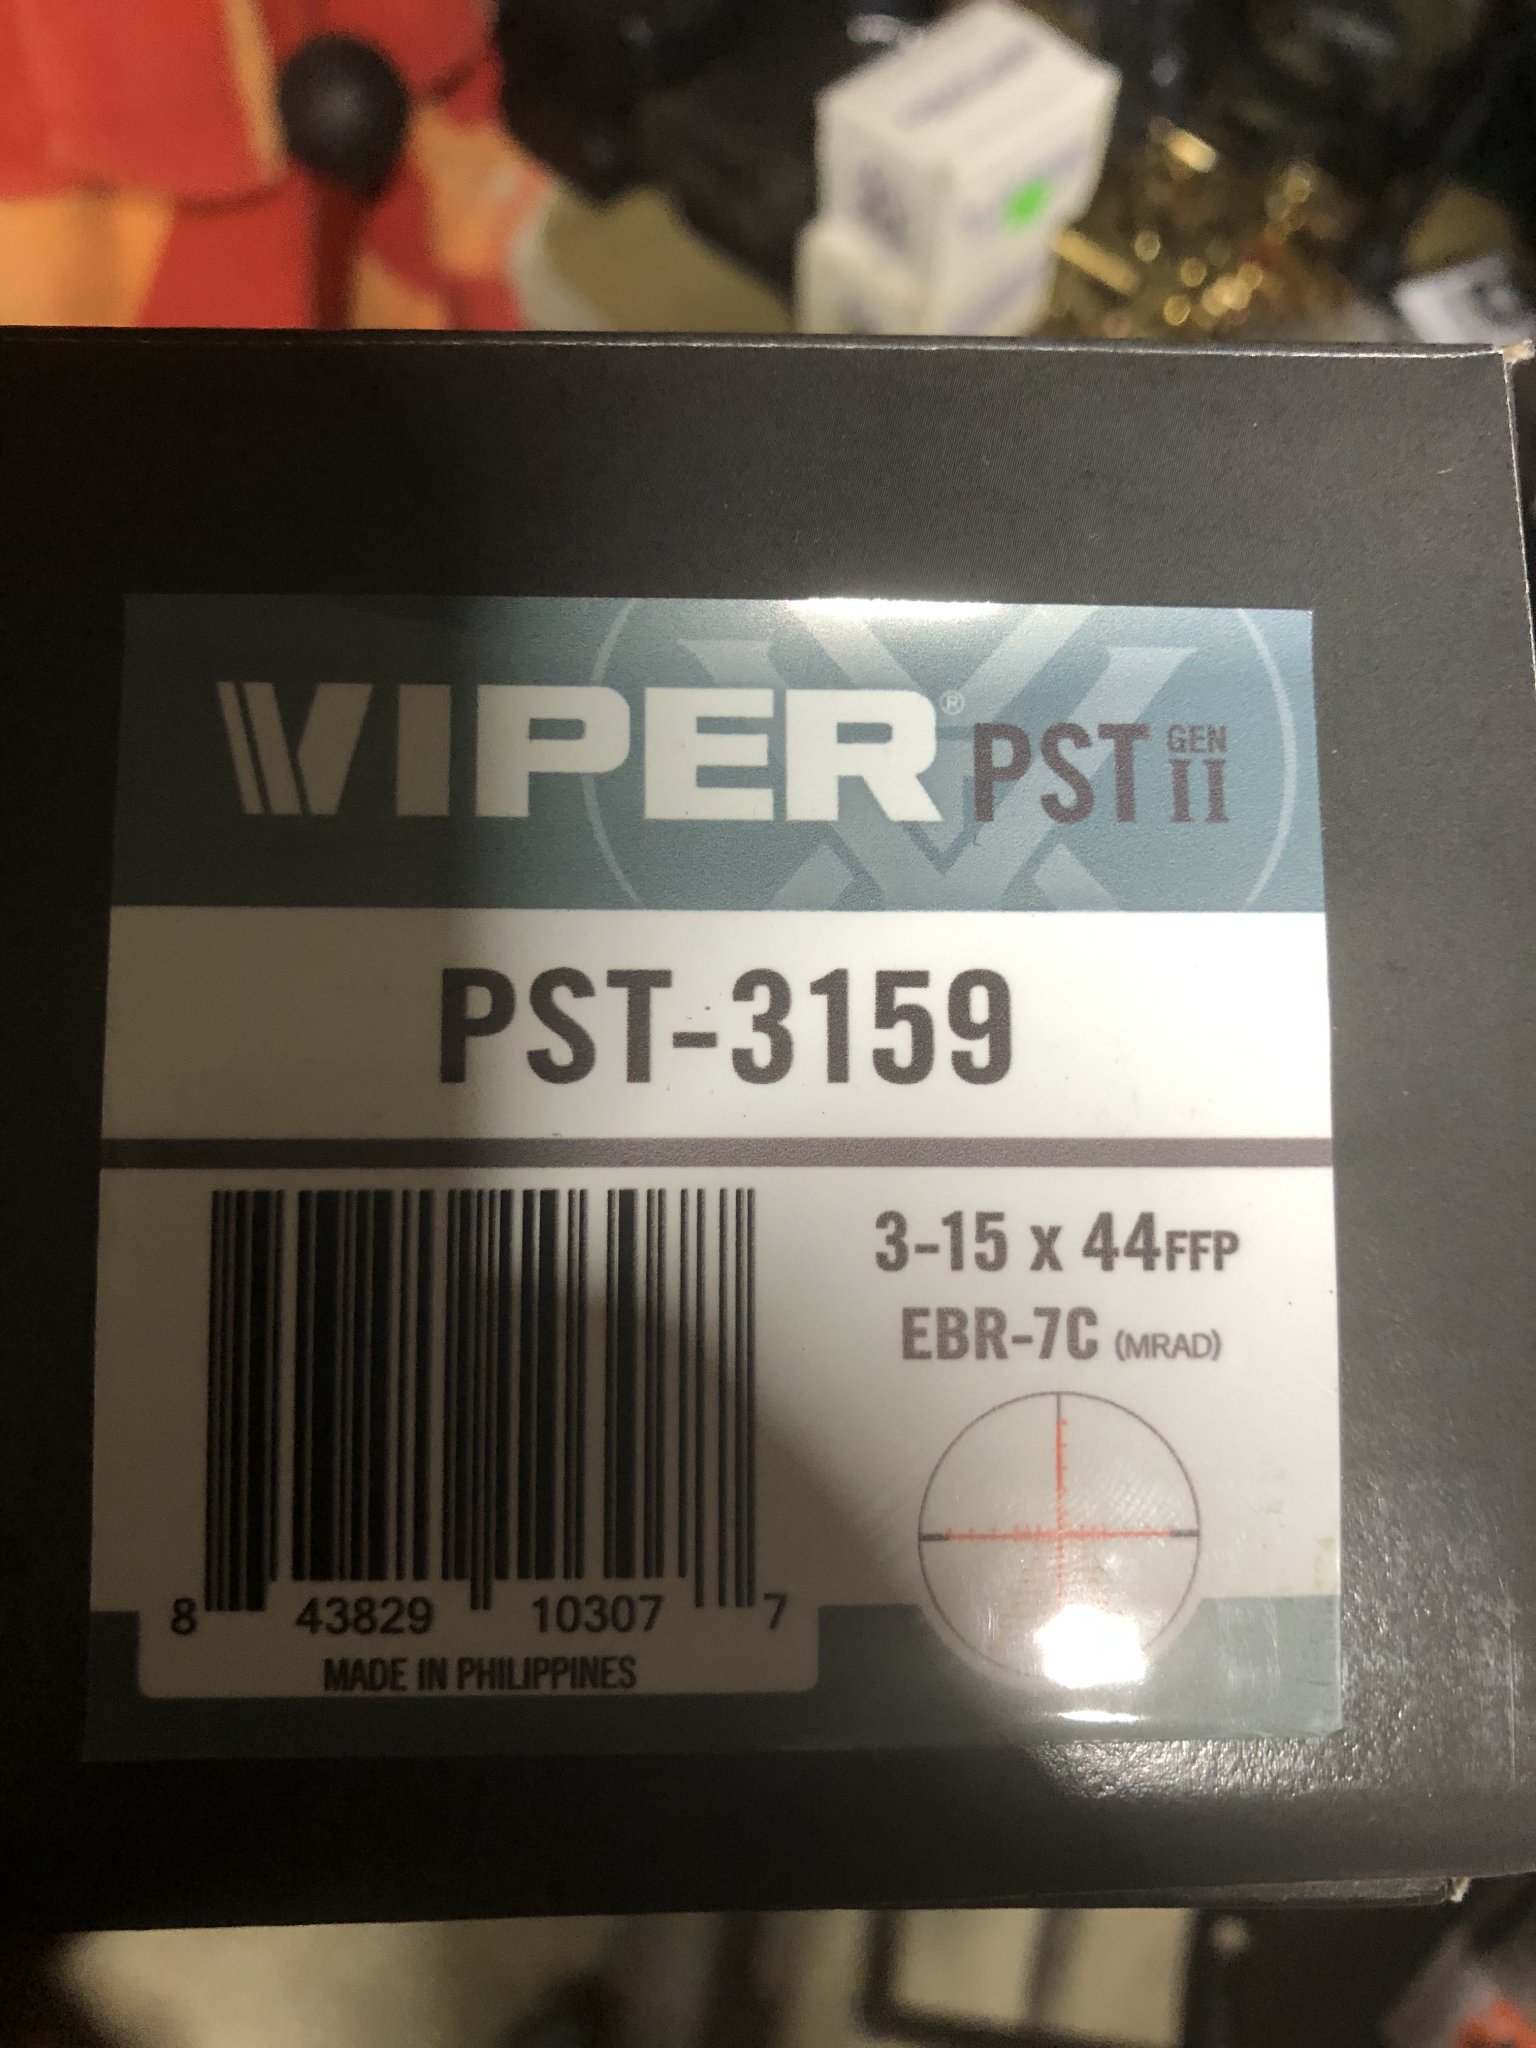 VIPER® PST GEN II
PST-3159
3-15 x 44FFP
EBR-7C (MRAD)
8 43829 10307 7
MADE IN PHILIPPINES